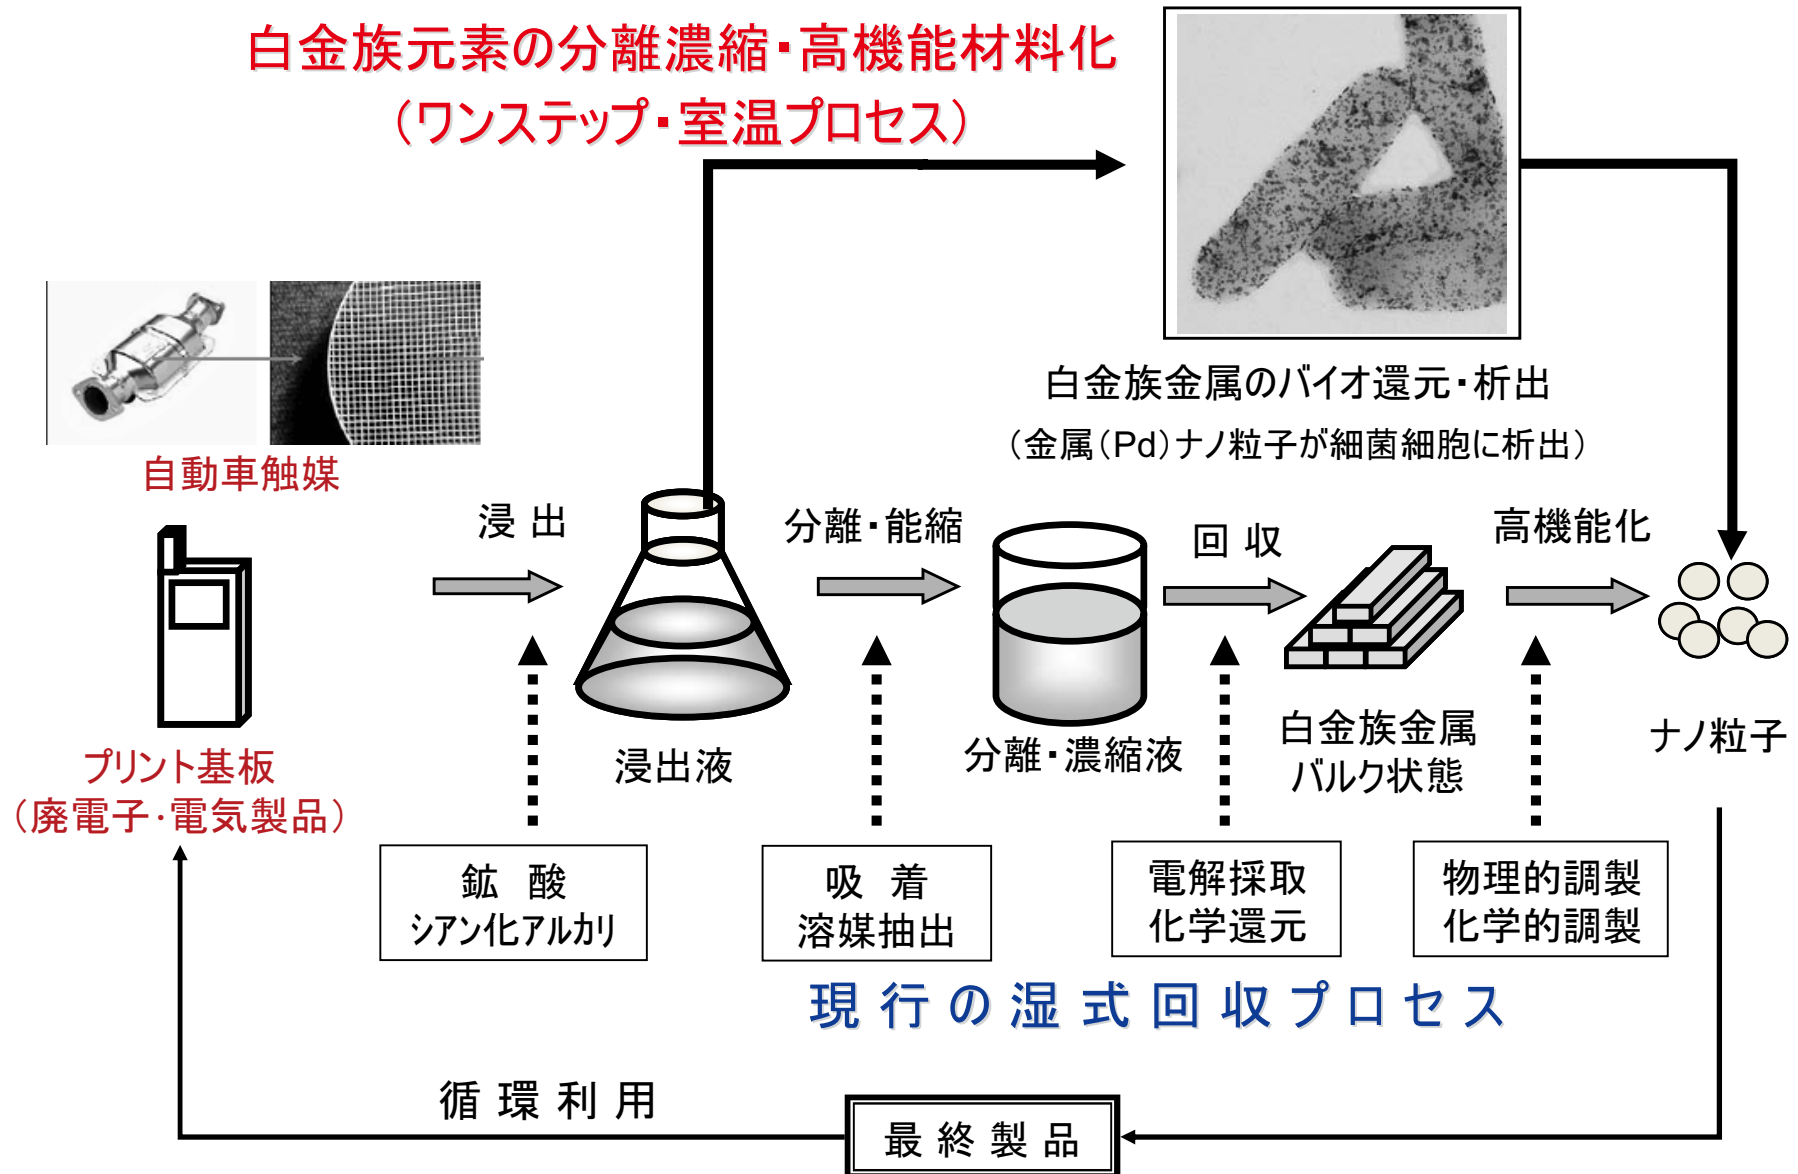 白金族元素の分離濃縮・高機能材料化
（ワンステップ・室温プロセス）
白金族金属のバイオ還元・析出
（金属（Pd）ナノ粒子が細菌細胞に析出）
自動車触媒
浸出
分離・能縮
回収
高機能化
プリント基板
（廃電子・電気製品）
浸出液
分離・濃縮液
白金族金属
バルク状態
ナノ粒子
鉱酸
シアン化アルカリ
吸着
溶媒抽出
電解採取
化学還元
物理的調製
化学的調製
現行の湿式回収プロセス
循環利用
最終製品